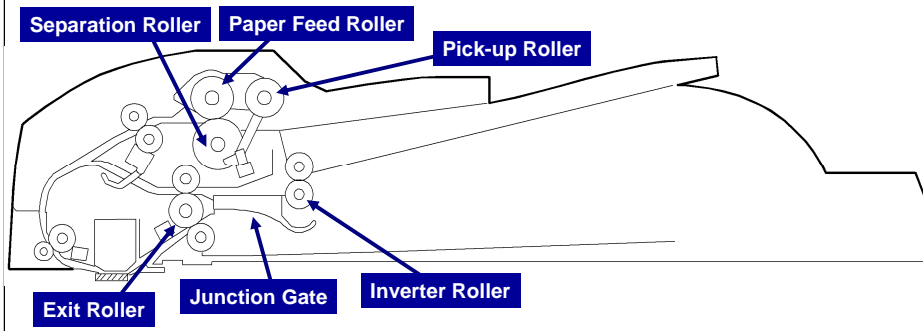 Separation Roller
Paper Feed Roller
Pick-up Roller
Exit Roller
Junction Gate
Inverter Roller